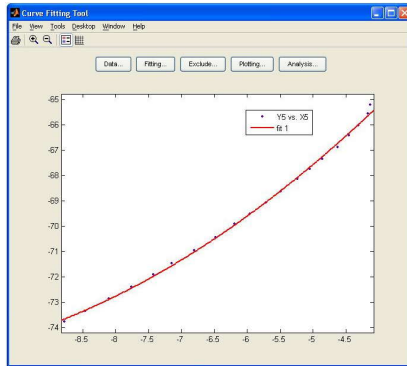 Curve Fitting Tool
File View Tools Desktop Window Help
Data... Fitting... Exclude... Plotting... Analysis...
-65
-66
-67
-68
-69
-70
-71
-72
-73
-74
Y5 vs. X5
fit 1
-8.5 -8 -7.5 -7 -6.5 -6 -5.5 -5 -4.5